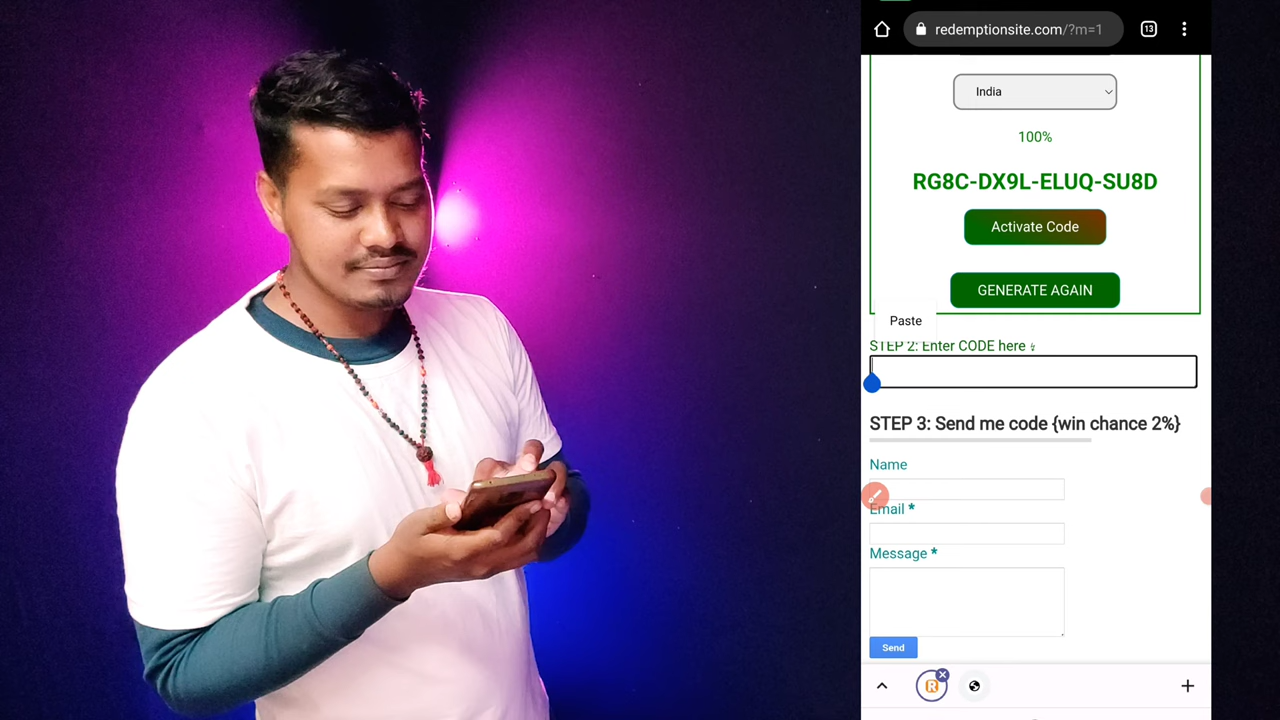 redemptionsite.com/?m=1
13
India
100%
RG8C-DX9L-ELUQ-SU8D
Activate Code
GENERATE AGAIN
Paste
STEP 2: Enter CODE here
STEP 3: Send me code {win chance 2%}
Name
Email *
Message *
Send
R